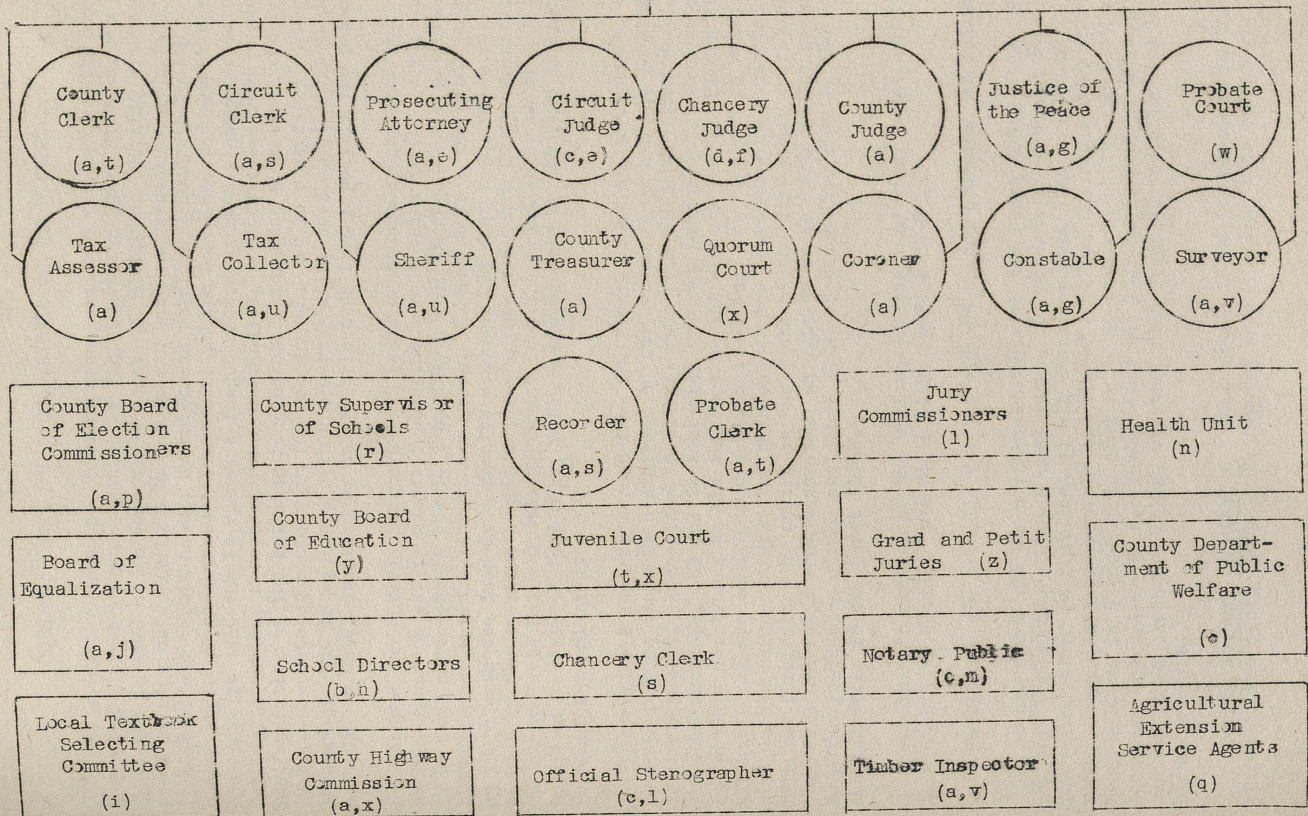 County
Clerk
(a,t)
Circuit
Clerk
(a,s)
Prosecuting
Attorney
(a,e)
Circuit
Judge
(c,e)
Chancery
Judge
(d,f)
County
Judge
(a)
Justice of
the Peace
(a,g)
Probate
Court
(w)
Tax
Assessor
(a)
Tax
Collector
(a,u)
Sheriff
(a,u)
County
Treasurer
(a)
Quorum
Court
(x)
Coroner
(a)
Constable
(a,g)
Surveyor
(a,v)
County Board
of Election
Commissioners
(a,p)
County Supervisor
of Schools
(r)
Recorder
(a,s)
Probate
Clerk
(a,t)
Jury
Commissioners
(l)
Health Unit
(n)
County Board
of Education
(y)
Juvenile Court
(t,x)
Grand and Petit
Juries (z)
County Depart-
ment of Public
Welfare
(o)
Board of
Equalization
(a,j)
School Directors
Chancery Clerk
(s)
Notary Public
(c,m)
Agricultural
Extension
Service Agents
(q)
Local Textbook
Selecting
Committee
(i)
County Highway
Commission
(a,x)
Official Stenographer
(c,l)
Timber Inspector
(a,v)